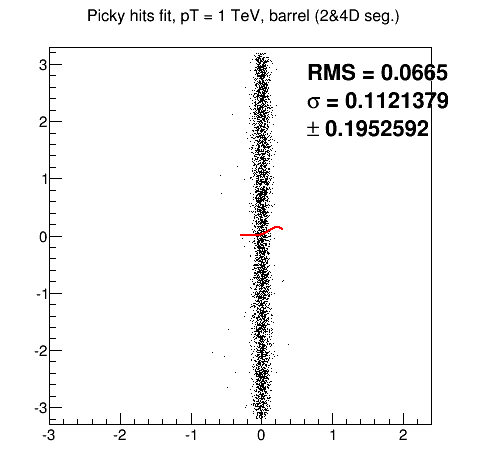 Picky hits fit, pT = 1 TeV, barrel (2&4D seg.)
RMS = 0.0665
σ = 0.1121379
± 0.1952592
3
2
1
0
-1
-2
-3
-3 -2 -1 0 1 2